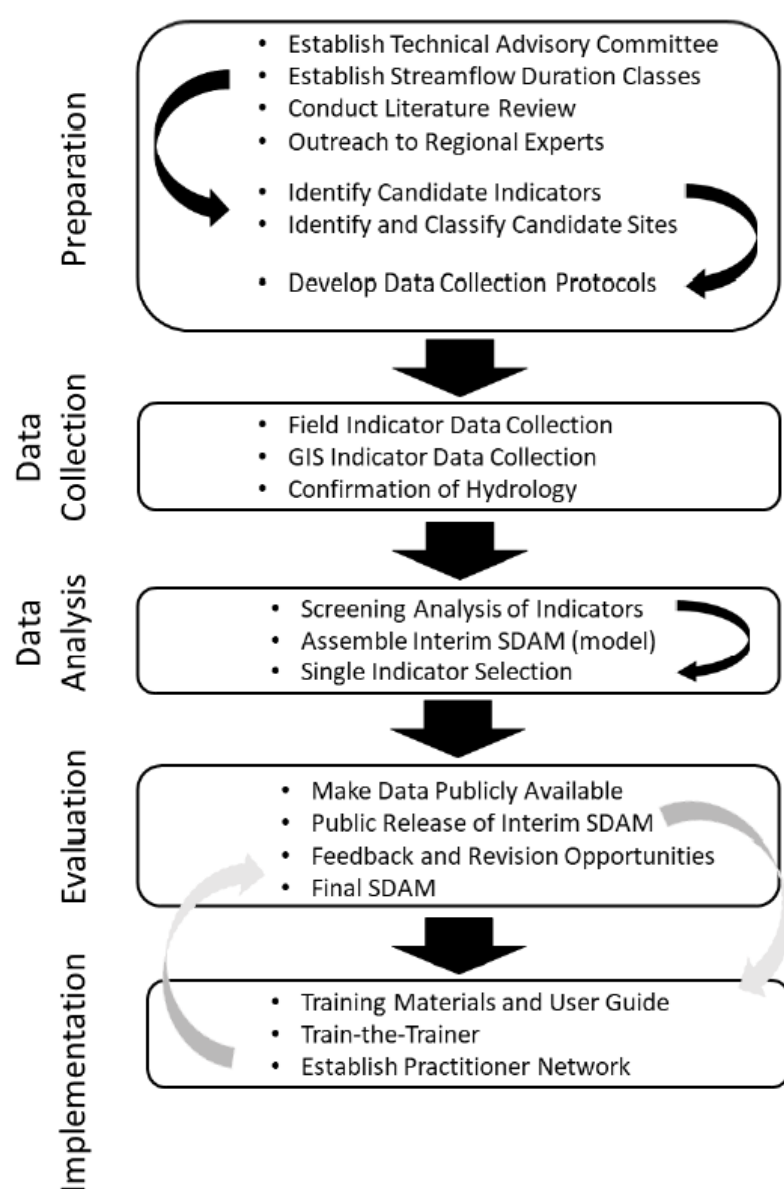 Preparation
• Establish Technical Advisory Committee
• Establish Streamflow Duration Classes
• Conduct Literature Review
• Outreach to Regional Experts
• Identify Candidate Indicators
• Identify and Classify Candidate Sites
• Develop Data Collection Protocols
Data
Collection
• Field Indicator Data Collection
• GIS Indicator Data Collection
• Confirmation of Hydrology
Data
Analysis
• Screening Analysis of Indicators
• Assemble Interim SDAM (model)
• Single Indicator Selection
Evaluation
• Make Data Publicly Available
• Public Release of Interim SDAM
• Feedback and Revision Opportunities
• Final SDAM
Implementation
• Training Materials and User Guide
• Train-the-Trainer
• Establish Practitioner Network